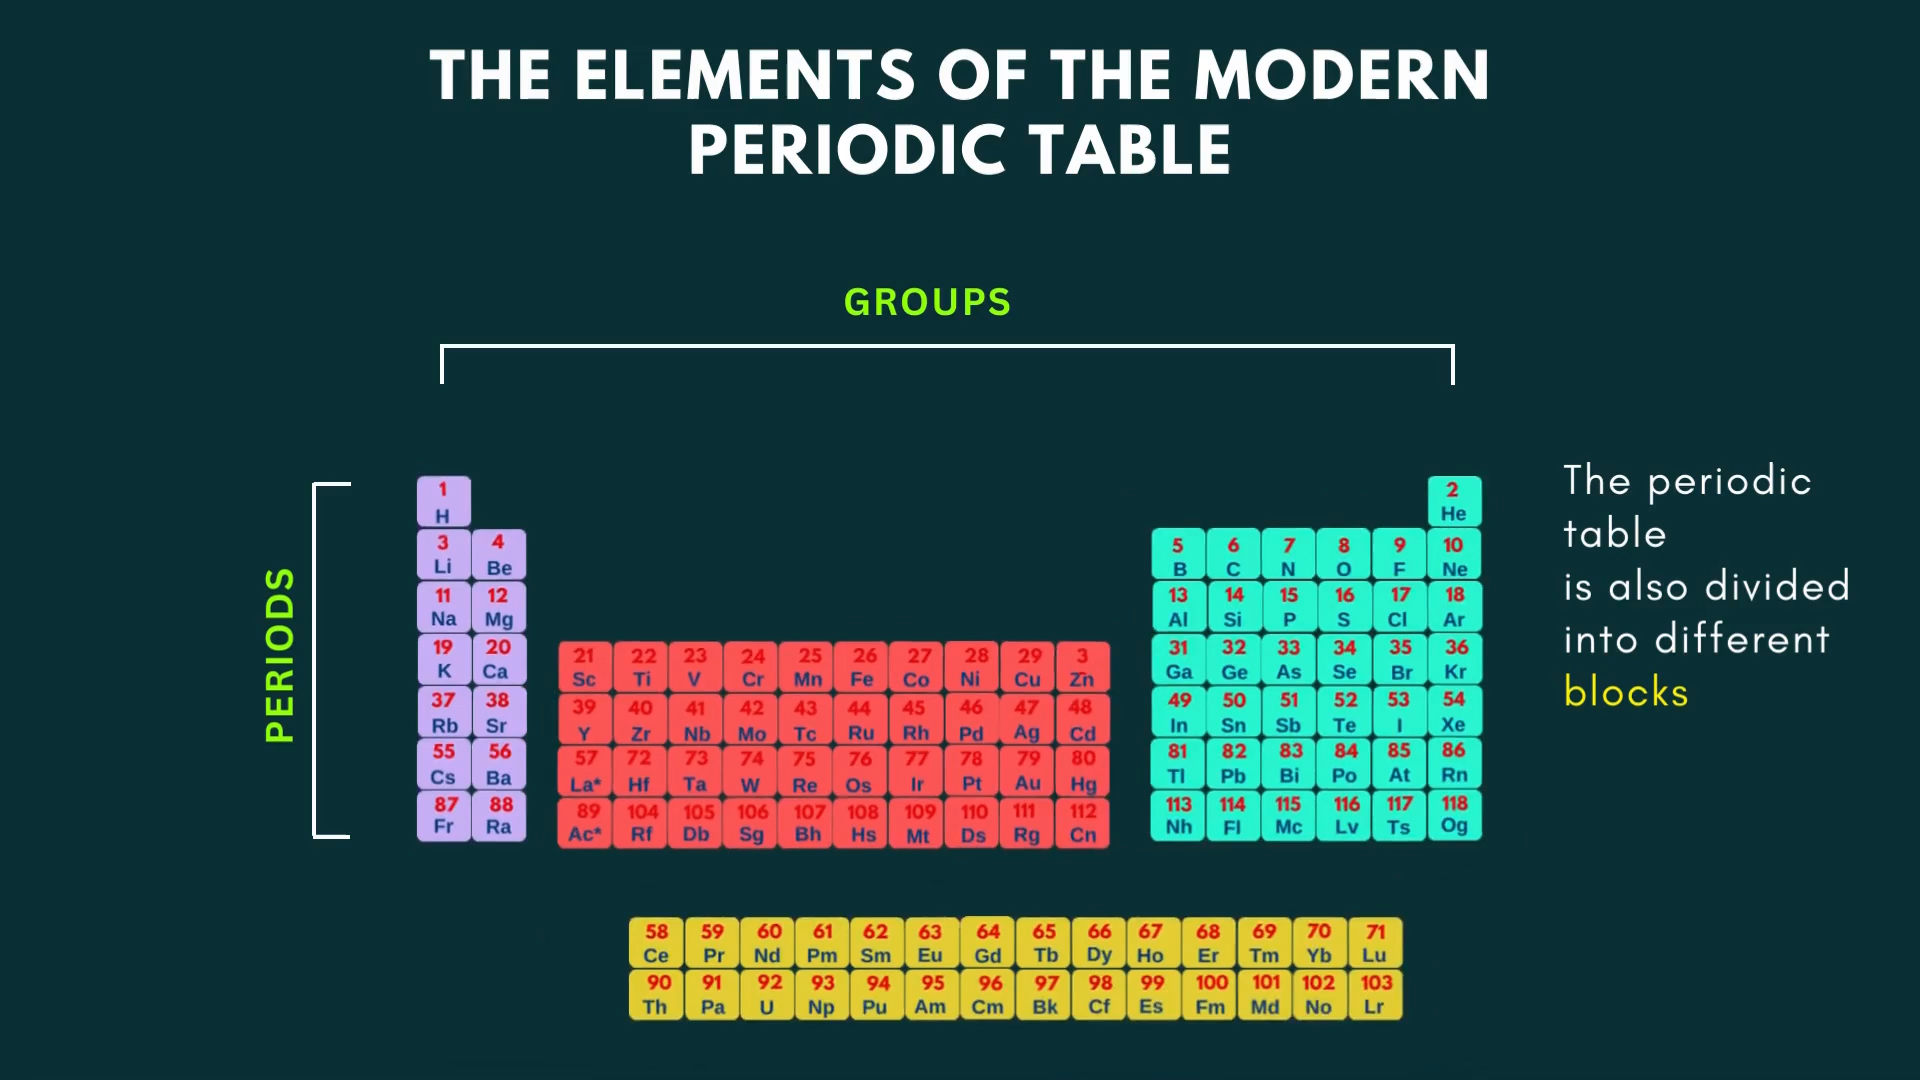 THE ELEMENTS OF THE MODERN
PERIODIC TABLE
GROUPS
PERIODS
1 2
H He
3 4 5 6 7 8 9 10
Li Be B C N O F Ne
11 12 13 14 15 16 17 18
Na Mg Al Si P S Cl Ar
19 20 21 22 23 24 25 26 27 28 29 3 31 32 33 34 35 36
K Ca Sc Ti V Cr Mn Fe Co Ni Cu Zn Ga Ge As Se Br Kr
37 38 39 40 41 42 43 44 45 46 47 48 49 50 51 52 53 54
Rb Sr Y Zr Nb Mo Tc Ru Rh Pd Ag Cd In Sn Sb Te I Xe
55 56 57 72 73 74 75 76 77 78 79 80 81 82 83 84 85 86
Cs Ba La* Hf Ta W Re Os Ir Pt Au Hg Tl Pb Bi Po At Rn
87 88 89 104 105 106 107 108 109 110 111 112 113 114 115 116 117 118
Fr Ra Ac* Rf Db Sg Bh Hs Mt Ds Rg Cn Nh Fl Mc Lv Ts Og
58 59 60 61 62 63 64 65 66 67 68 69 70 71
Ce Pr Nd Pm Sm Eu Gd Tb Dy Ho Er Tm Yb Lu
90 91 92 93 94 95 96 97 98 99 100 101 102 103
Th Pa U Np Pu Am Cm Bk Cf Es Fm Md No Lr
The periodic
table
is also divided
into different
blocks